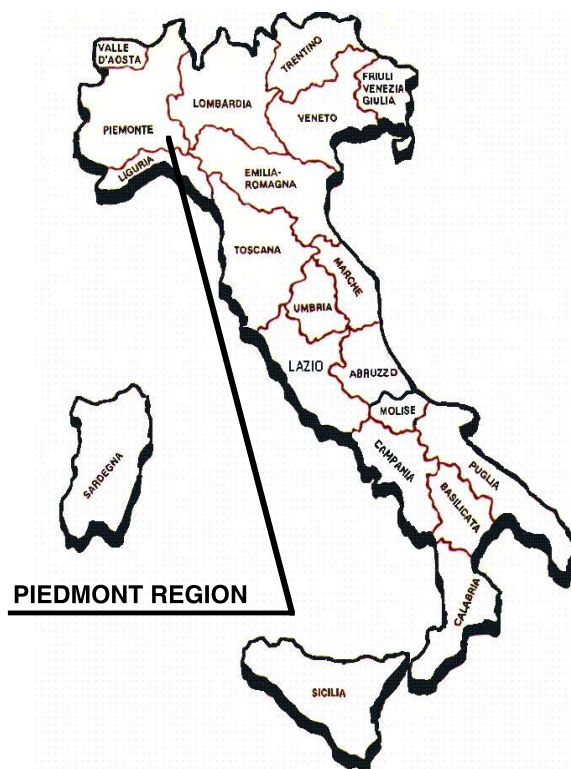 VALLE
D'AOSTA
TRENTINO
FRIULI
VENEZIA
GIULIA
LOMBARDIA
VENETO
PIEMONTE
LIGURIA
EMILIA-
ROMAGNA
TOSCANA
MARCHE
UMBRIA
LAZIO
ABRUZZO
MOLISE
CAMPANIA
PUGLIA
BASILICATA
SARDEGNA
PIEDMONT REGION
CALABRIA
SICILIA